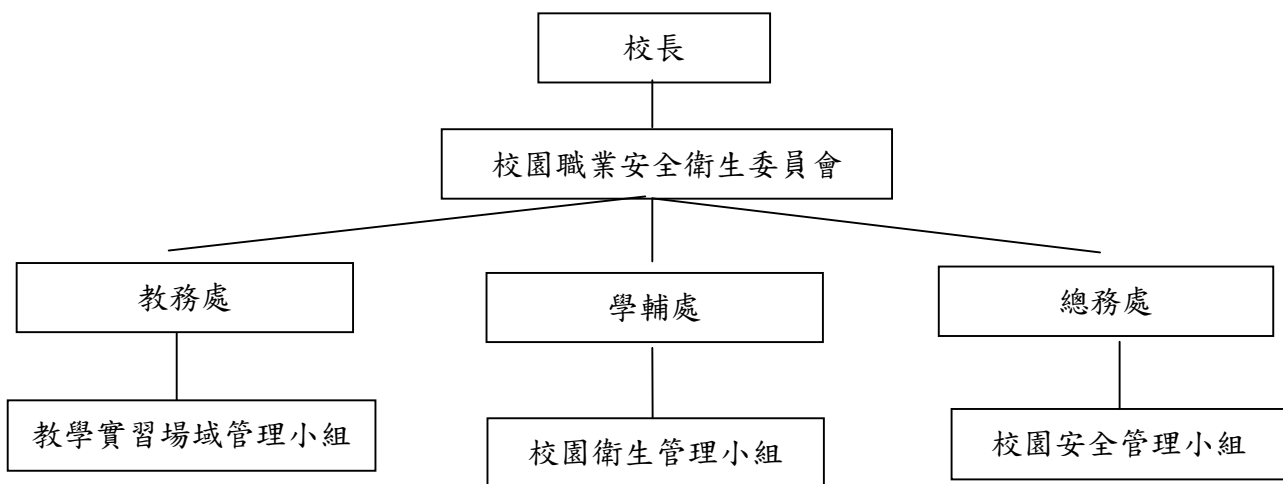 校長
校園職業安全衛生委員會
教務處
學輔處
總務處
教學實習場域管理小組
校園衛生管理小組
校園安全管理小組